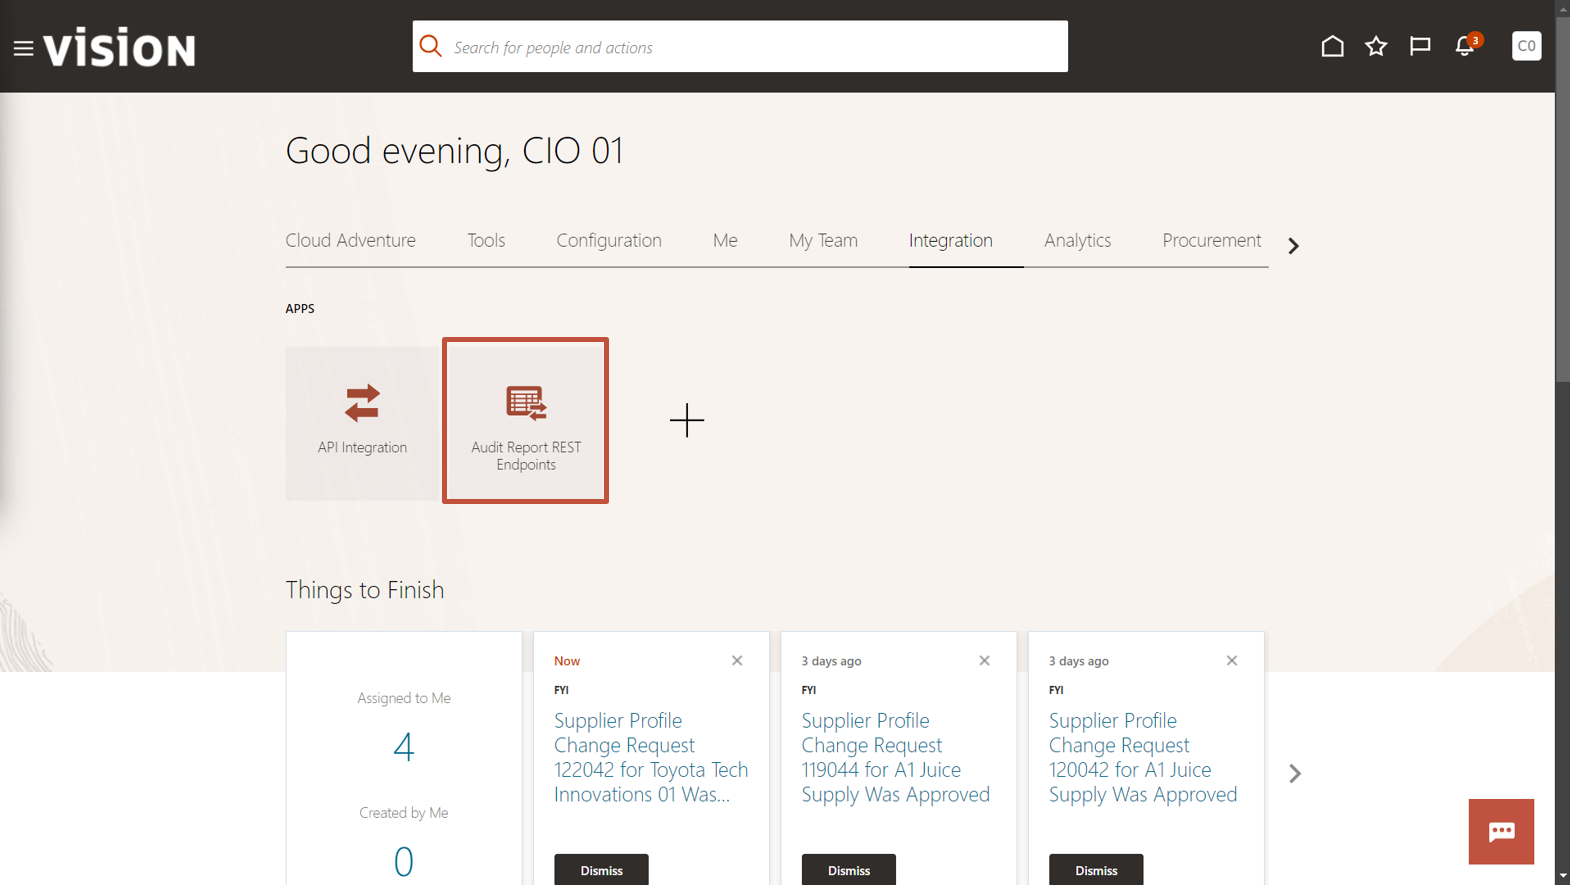 VISION
Search for people and actions
3
C0
Good evening, CIO 01
Cloud Adventure
Tools
Configuration
Me
My Team
Integration
Analytics
Procurement
APPS
API Integration
Audit Report REST
Endpoints
Things to Finish
Assigned to Me
4
Created by Me
0
Now
FYI
Supplier Profile
Change Request
122042 for Toyota Tech
Innovations 01 Was...
Dismiss
3 days ago
FYI
Supplier Profile
Change Request
119044 for A1 Juice
Supply Was Approved
Dismiss
3 days ago
FYI
Supplier Profile
Change Request
120042 for A1 Juice
Supply Was Approved
Dismiss